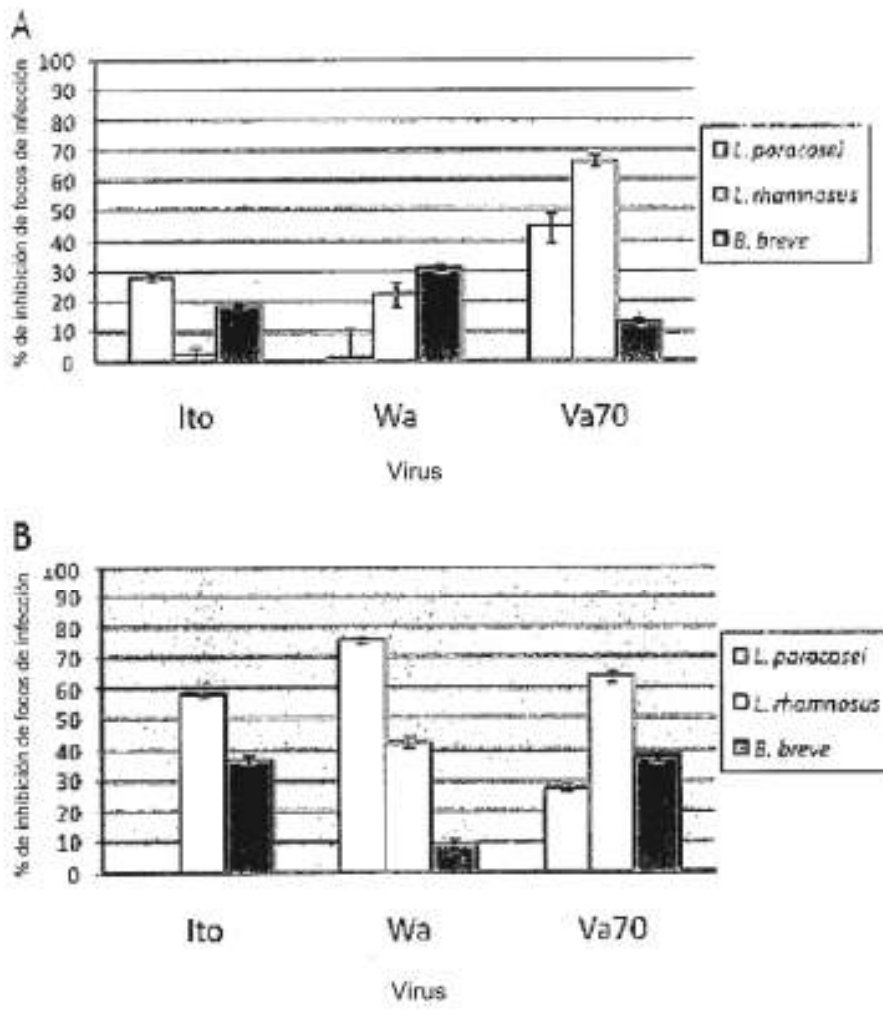 A
% de inhibición de focos de infección
100
90
80
70
60
50
40
30
20
10
0
L. paracasei
L. rhamnosus
B. breve
Ito Wa Va70
Virus
B
% de inhibición de focos de infección
100
90
80
70
60
50
40
30
20
10
0
L. paracasei
L. rhamnosus
B. breve
Ito Wa Va70
Virus